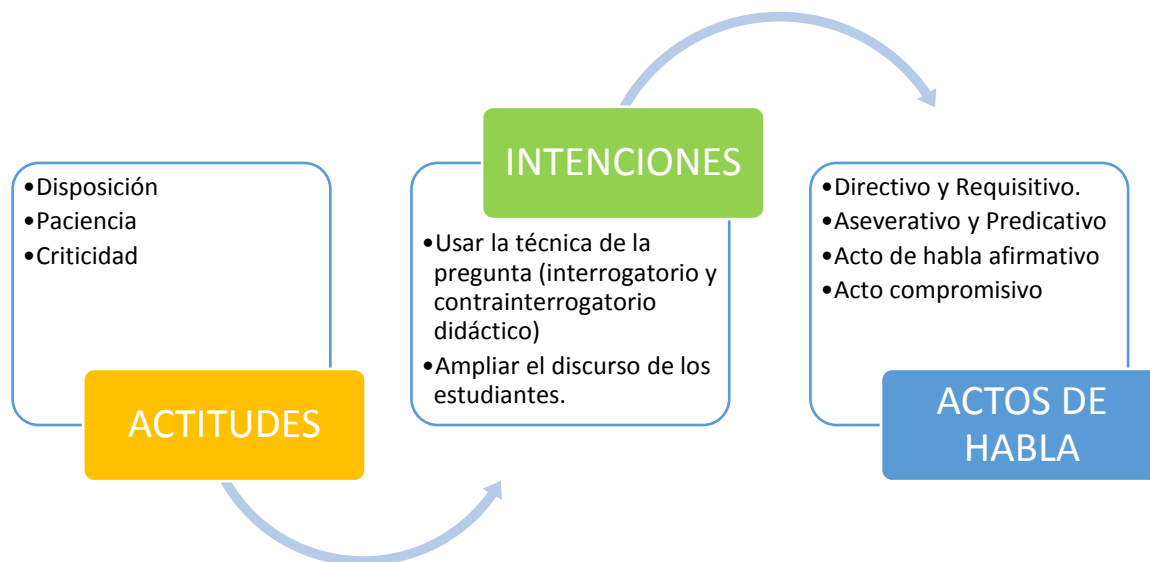 •Disposición
•Paciencia
•Criticidad
ACTITUDES
INTENCIONES
•Usar la técnica de la
pregunta (interrogatorio y
contrainterrogatorio
didáctico)
•Ampliar el discurso de los
estudiantes.
•Directivo y Requisitivo.
•Aseverativo y Predicativo
•Acto de habla afirmativo
•Acto compromisivo
ACTOS DE
HABLA